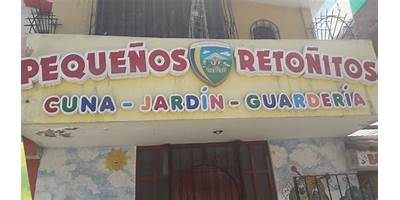 PEQUEÑOS RETOÑITOS
CUNA - JARDÍN - GUARDERÍA